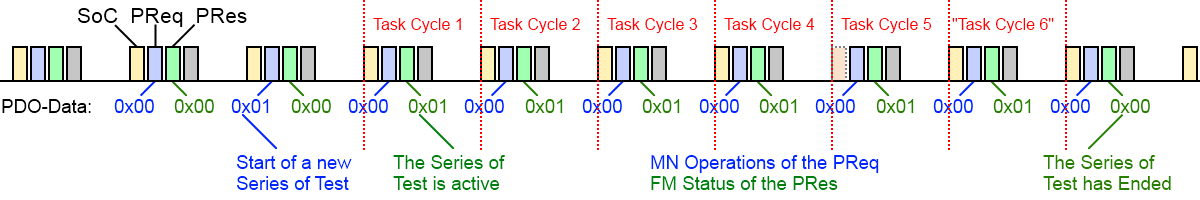 SoC PReq PRes
Task Cycle 1 Task Cycle 2 Task Cycle 3 Task Cycle 4 Task Cycle 5 "Task Cycle 6"
PDO-Data: 0x00 0x00 0x01 0x00 0x00 0x01 0x00 0x01 0x00 0x01 0x00 0x01 0x00 0x01 0x00 0x01 0x00 0x00
Start of a new
Series of Test
The Series of
Test is active
MN Operations of the PReq
FM Status of the PRes
The Series of
Test has Ended